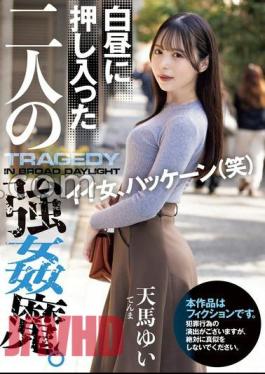 白昼に
押し入った
二人の
TRAGEDY
IN BROAD DAYLIGHT
強姦魔。
イイ女、ハッケーン(笑)
天馬ゆい
てんま
本作品は
フィクションです。
犯罪行為の
演出がございますが、
絶対に真似を
しないでください。
HD